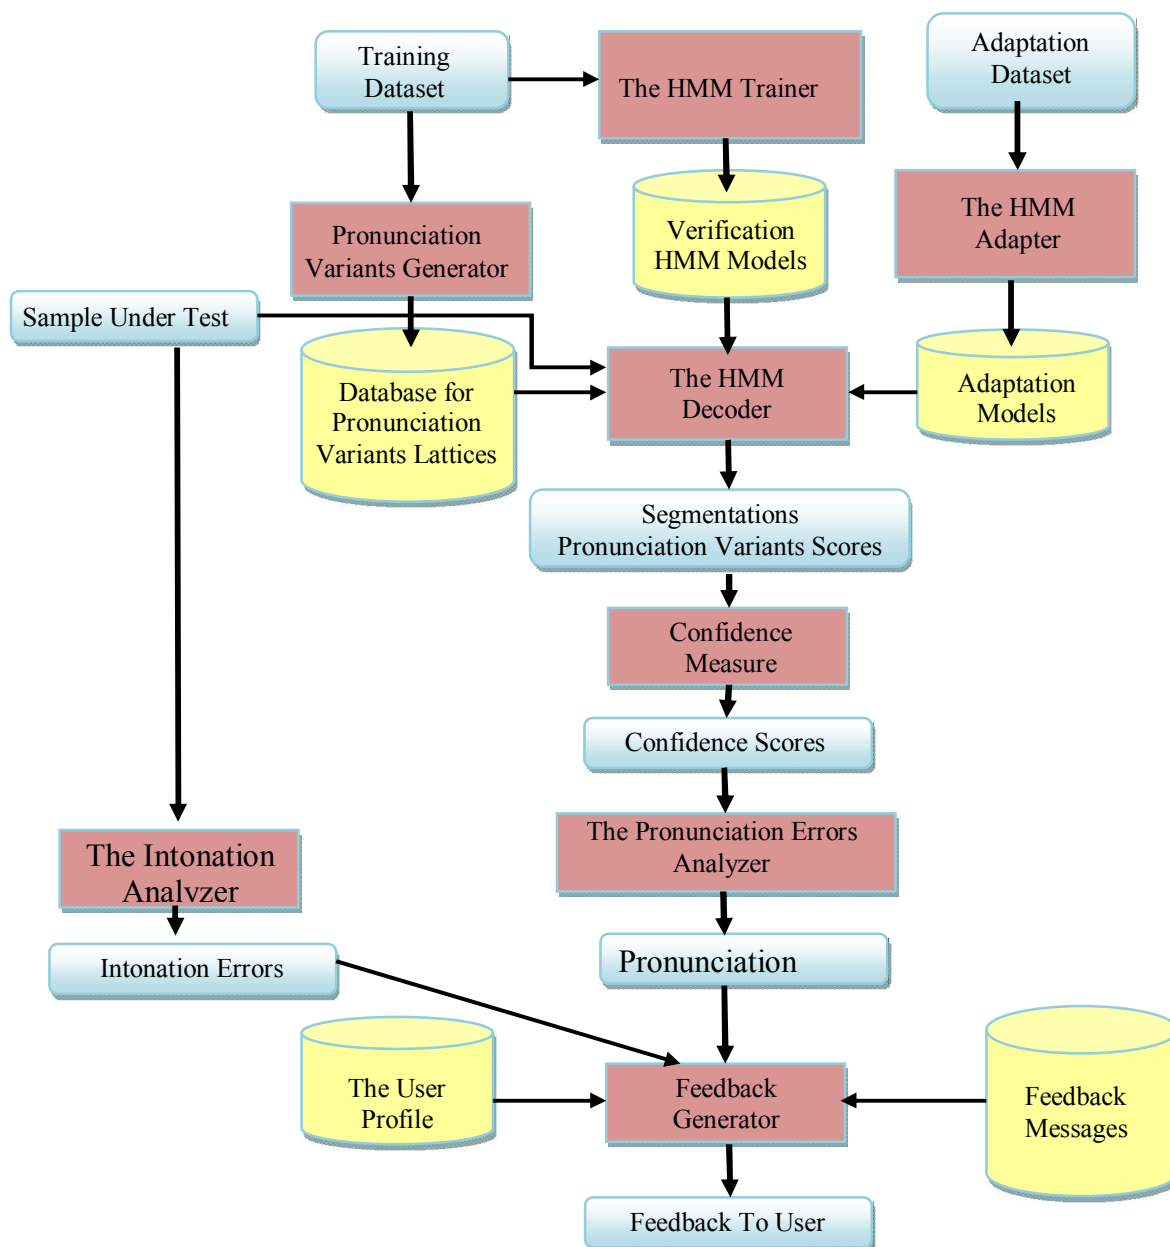 Training
Dataset
The HMM Trainer
Adaptation
Dataset
Pronunciation
Variants Generator
Verification
HMM Models
The HMM
Adapter
Sample Under Test
Database for
Pronunciation
Variants Lattices
The HMM
Decoder
Adaptation
Models
Segmentations
Pronunciation Variants Scores
Confidence
Measure
Confidence Scores
The Pronunciation Errors
Analyzer
The Intonation
Analyzer
Intonation Errors
Pronunciation
The User
Profile
Feedback
Generator
Feedback
Messages
Feedback To User